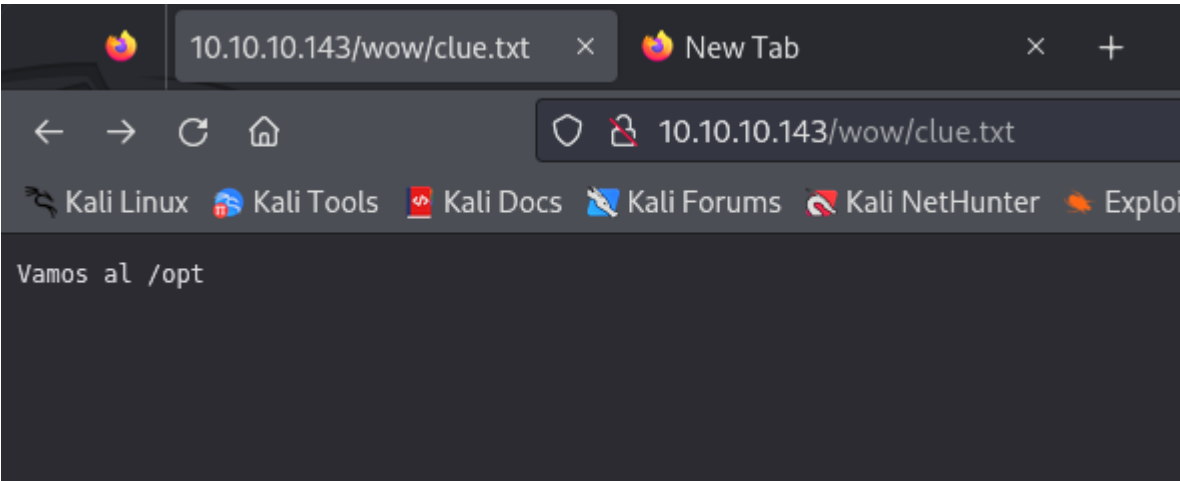 10.10.10.143/wow/clue.txt
New Tab
10.10.10.143/wow/clue.txt
Kali Linux Kali Tools Kali Docs Kali Forums Kali NetHunter Exploi
Vamos al /opt